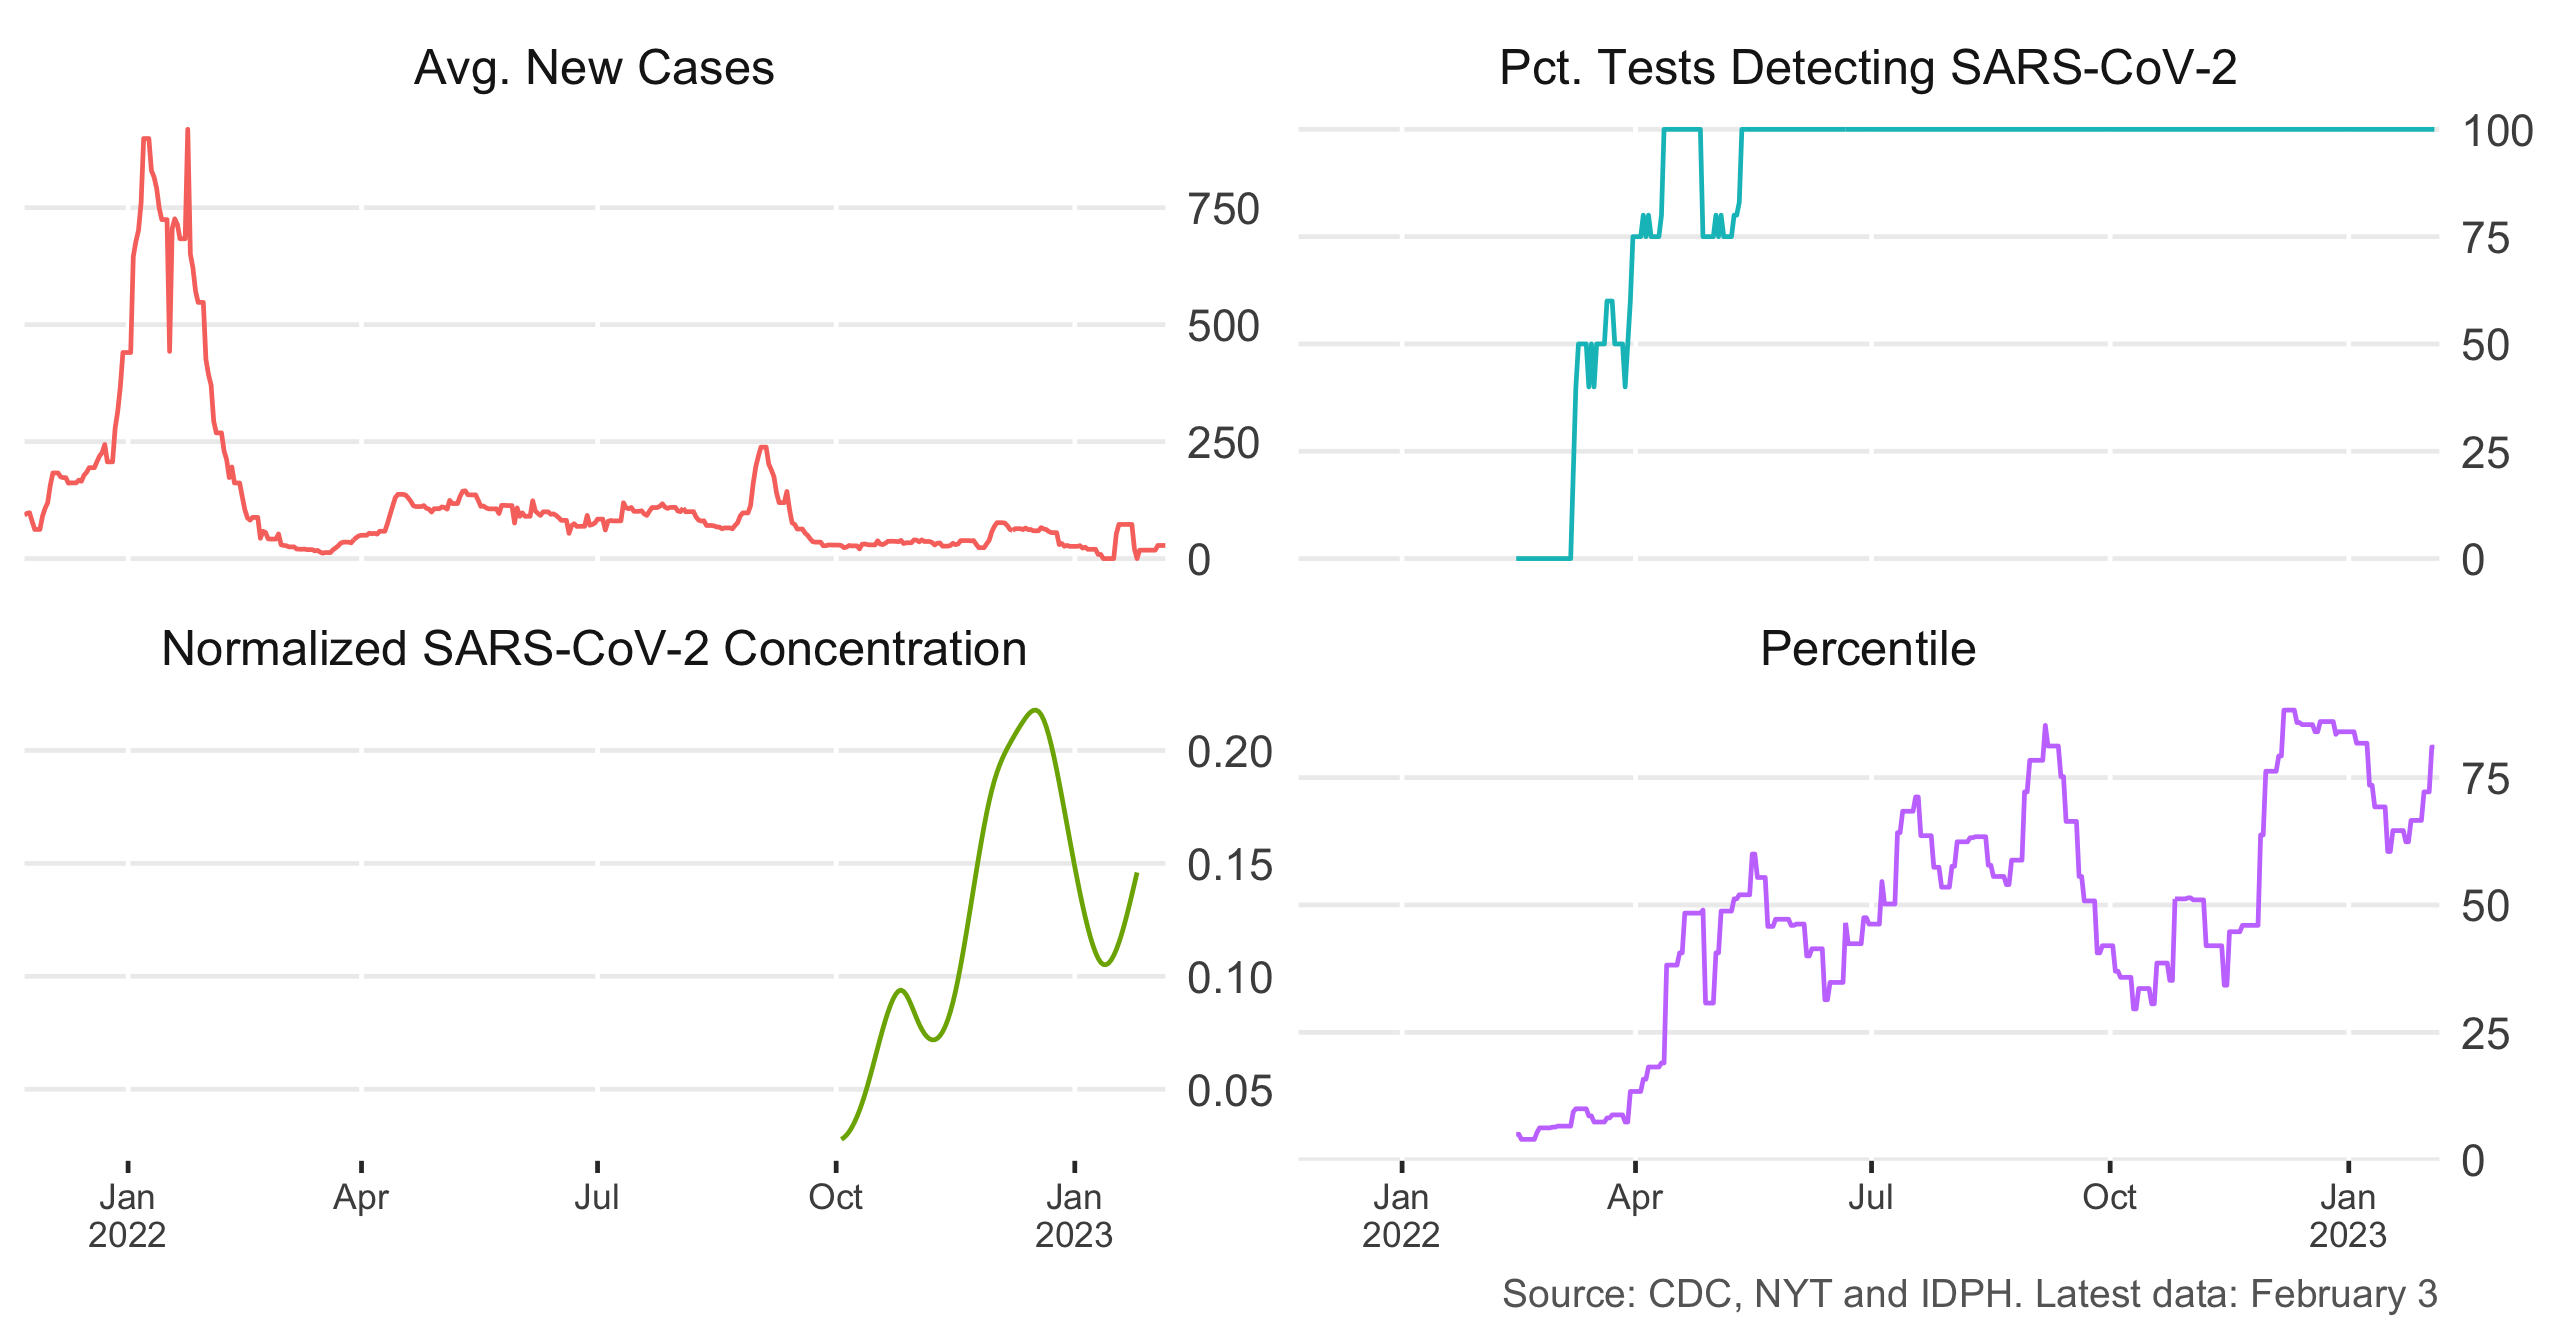 Avg. New Cases
750
500
250
0
Pct. Tests Detecting SARS-CoV-2
100
75
50
25
0
Normalized SARS-CoV-2 Concentration
0.20
0.15
0.10
0.05
Jan
2022
Apr
Jul
Oct
Jan
2023
Percentile
75
50
25
0
Jan
2022
Apr
Jul
Oct
Jan
2023
Source: CDC, NYT and IDPH. Latest data: February 3